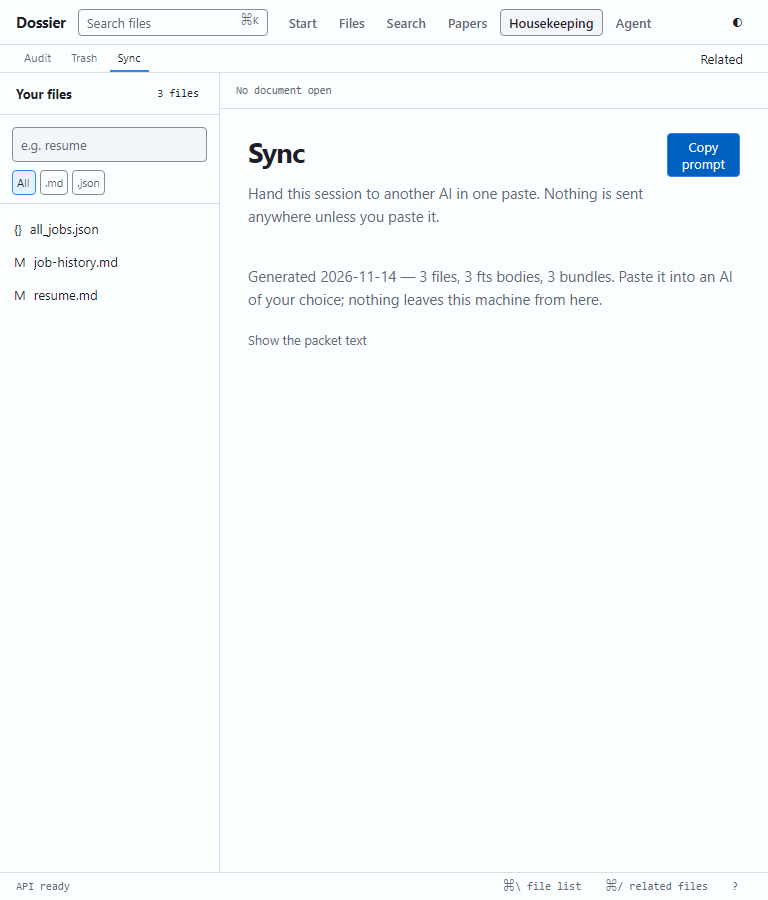 Dossier
Search files ⌘K
Start Files Search Papers Housekeeping Agent
Audit Trash Sync
Related
Your files 3 files
No document open
e.g. resume
All .md .json
{} all_jobs.json
M job-history.md
M resume.md
Sync
Copy
prompt
Hand this session to another AI in one paste. Nothing is sent
anywhere unless you paste it.
Generated 2026-11-14 — 3 files, 3 fts bodies, 3 bundles. Paste it into an AI
of your choice; nothing leaves this machine from here.
Show the packet text
API ready
⌘\ file list ⌘/ related files ?